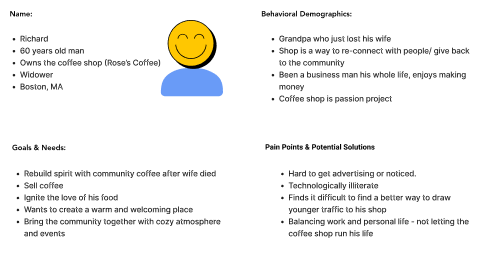 Name:
• Richard
• 60 years old man
• Owns the coffee shop (Rose's Coffee)
• Widower
• Boston, MA
Behavioral Demographics:
• Grandpa who just lost his wife
• Shop is a way to re-connect with people/ give back
to the community
• Been a business man his whole life, enjoys making
money
• Coffee shop is passion project
Goals & Needs:
• Rebuild spirit with community coffee after wife died
• Sell coffee
• Ignite the love of his food
• Wants to create a warm and welcoming place
• Bring the community together with cozy atmosphere
and events
Pain Points & Potential Solutions
• Hard to get advertising or noticed.
• Technologically illiterate
• Finds it difficult to find a better way to draw
younger traffic to his shop
• Balancing work and personal life - not letting the
coffee shop run his life